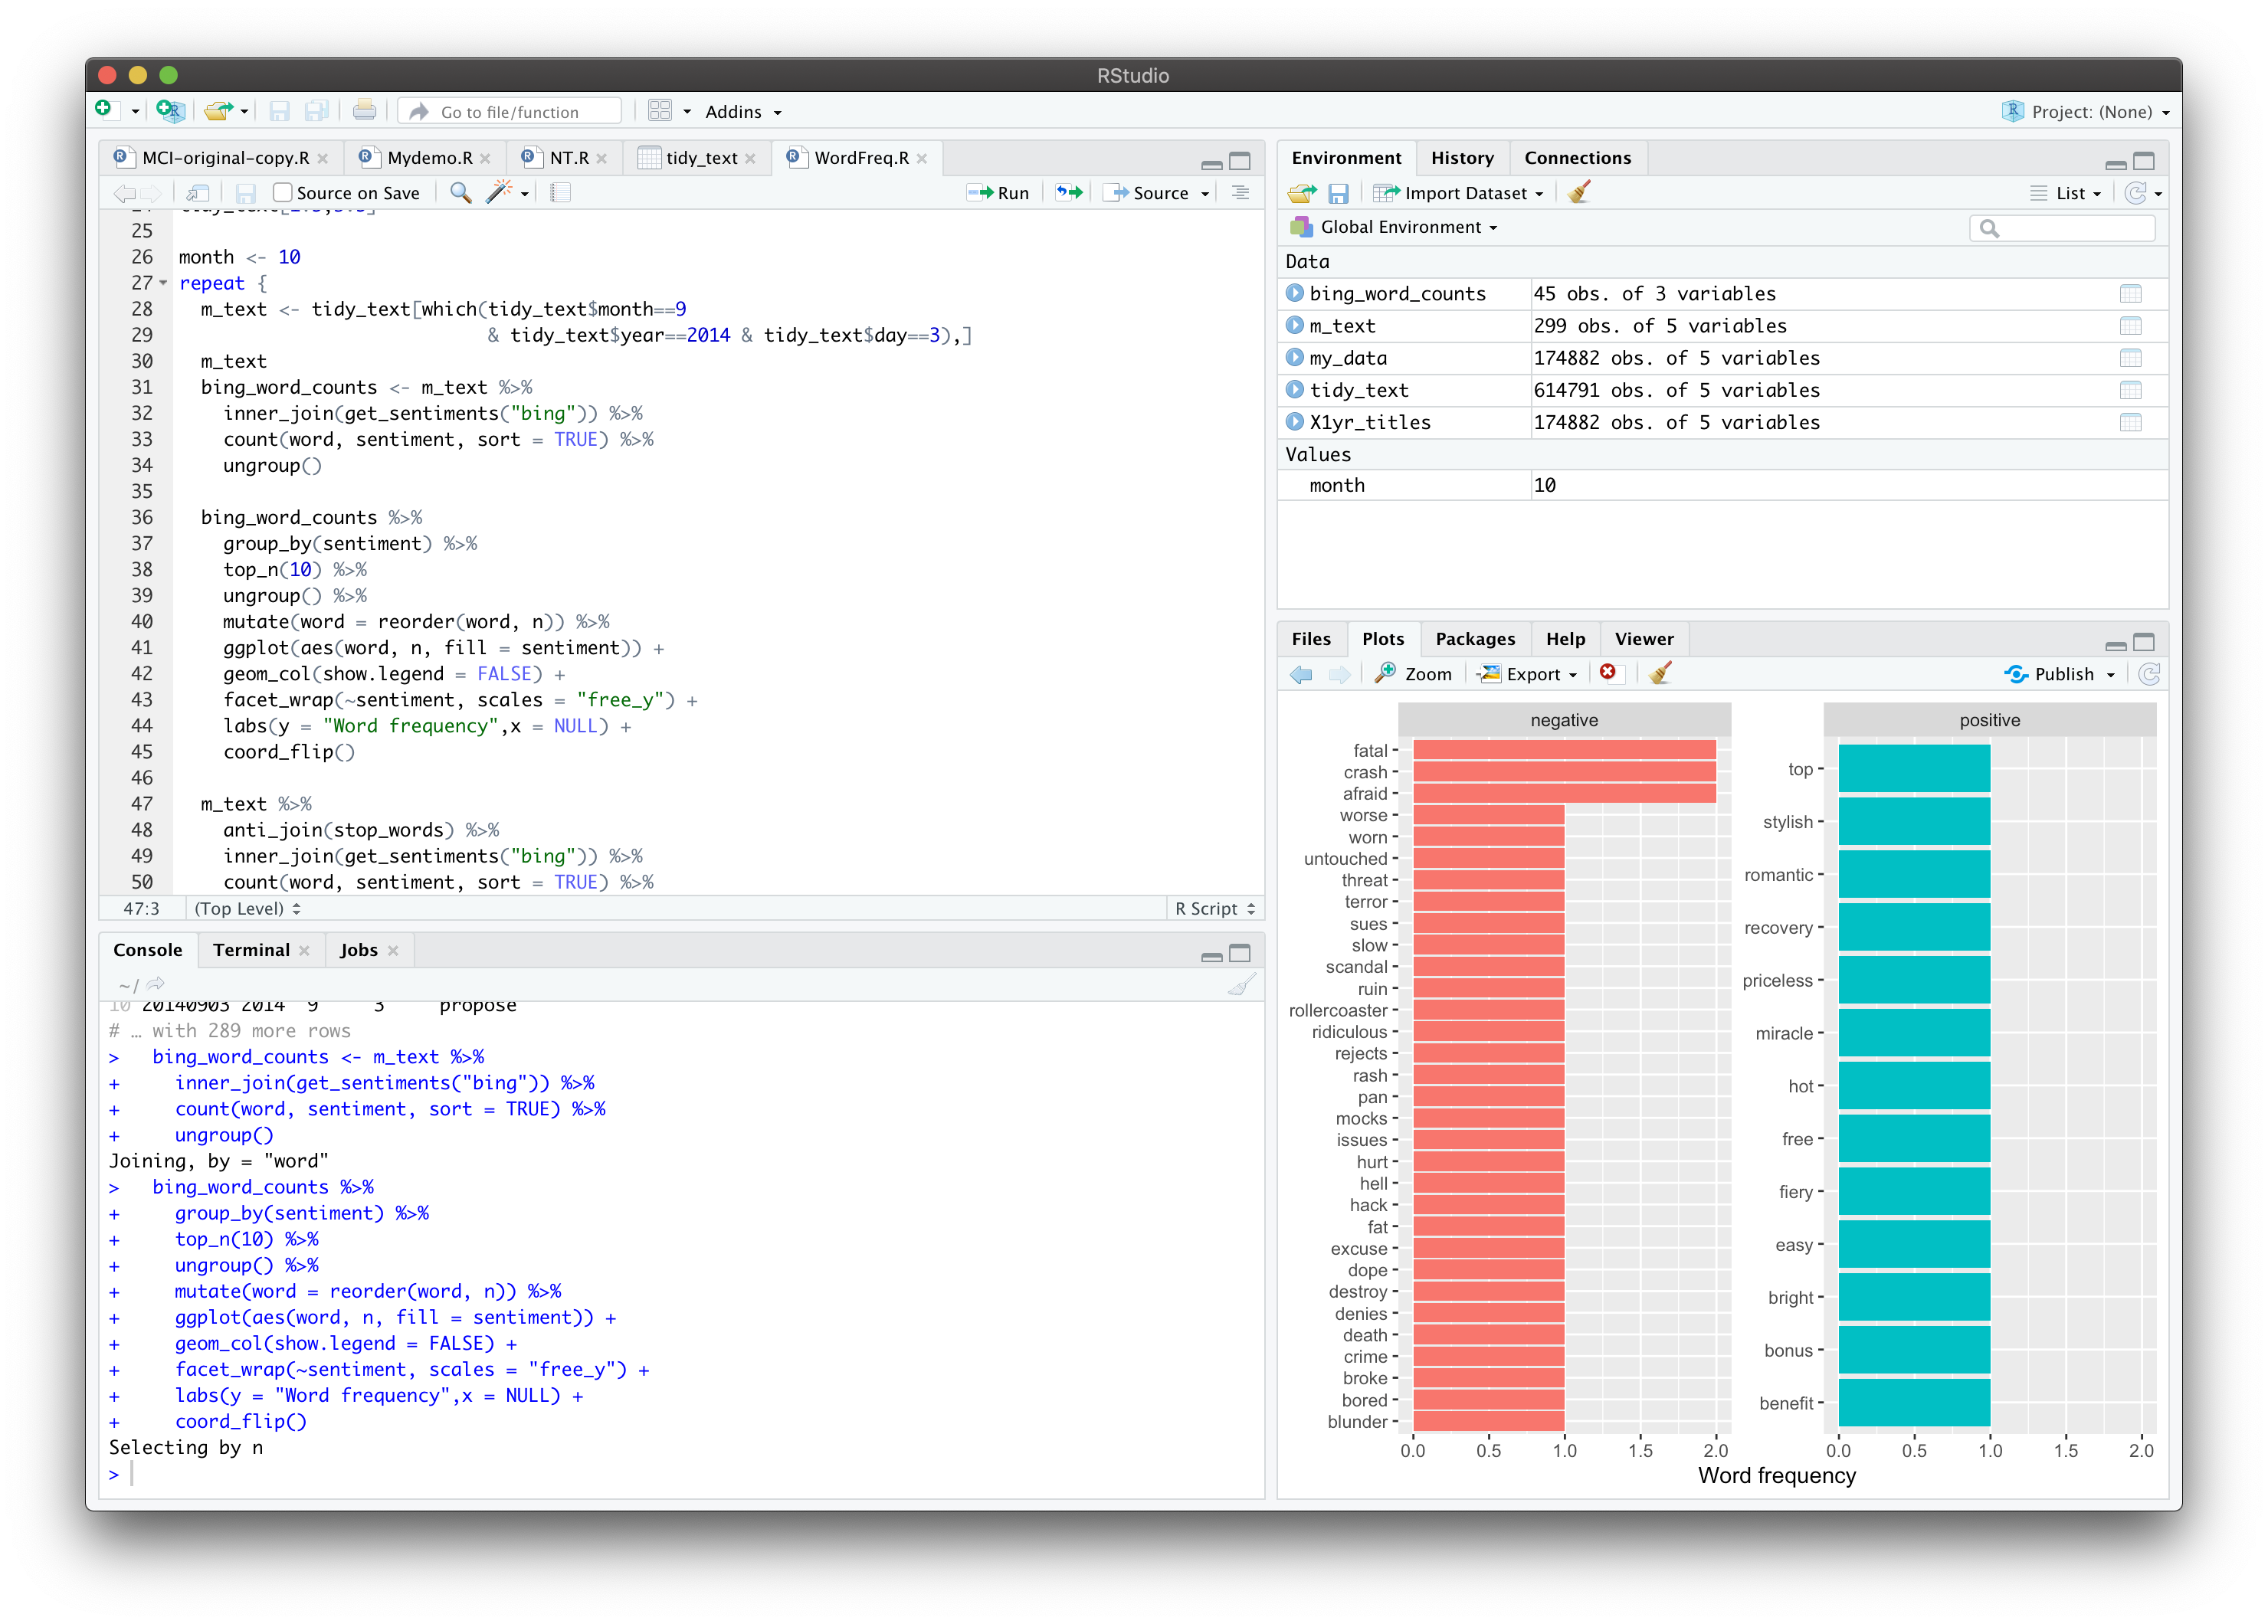 RStudio
Go to file/function
Addins
Project: (None)
MCI-original-copy.R
Mydemo.R
NT.R
tidy_text
WordFreq.R
Source on Save
Run
Source
25
26 month <- 10
27 repeat {
28 m_text <- tidy_text[which(tidy_text$month==9
29 & tidy_text$year==2014 & tidy_text$day==3),]
30 m_text
31 bing_word_counts <- m_text %>%
32 inner_join(get_sentiments("bing")) %>%
33 count(word, sentiment, sort = TRUE) %>%
34 ungroup()
35
36 bing_word_counts %>%
37 group_by(sentiment) %>%
38 top_n(10) %>%
39 ungroup() %>%
40 mutate(word = reorder(word, n)) %>%
41 ggplot(aes(word, n, fill = sentiment)) +
42 geom_col(show.legend = FALSE) +
43 facet_wrap(~sentiment, scales = "free_y") +
44 labs(y = "Word frequency",x = NULL) +
45 coord_flip()
46
47 m_text %>%
48 anti_join(stop_words) %>%
49 inner_join(get_sentiments("bing")) %>%
50 count(word, sentiment, sort = TRUE) %>%
47:3 (Top Level) R Script
Console Terminal Jobs
~/
10 20140903 2014 9 3 propose
# … with 289 more rows
> bing_word_counts <- m_text %>%
+ inner_join(get_sentiments("bing")) %>%
+ count(word, sentiment, sort = TRUE) %>%
+ ungroup()
Joining, by = "word"
> bing_word_counts %>%
+ group_by(sentiment) %>%
+ top_n(10) %>%
+ ungroup() %>%
+ mutate(word = reorder(word, n)) %>%
+ ggplot(aes(word, n, fill = sentiment)) +
+ geom_col(show.legend = FALSE) +
+ facet_wrap(~sentiment, scales = "free_y") +
+ labs(y = "Word frequency",x = NULL) +
+ coord_flip()
Selecting by n
>
Environment History Connections
Import Dataset
List
Global Environment
Data
bing_word_counts 45 obs. of 3 variables
m_text 299 obs. of 5 variables
my_data 174882 obs. of 5 variables
tidy_text 614791 obs. of 5 variables
X1yr_titles 174882 obs. of 5 variables
Values
month 10
Files Plots Packages Help Viewer
Zoom Export Publish
negative
fatal
crash
afraid
worse
worn
untouched
threat
terror
sues
slow
scandal
ruin
rollercoaster
ridiculous
rejects
rash
pan
mocks
issues
hurt
hell
hack
fat
excuse
dope
destroy
denies
death
crime
broke
bored
blunder
0.0 0.5 1.0 1.5 2.0
positive
top
stylish
romantic
recovery
priceless
miracle
hot
free
fiery
easy
bright
bonus
benefit
0.0 0.5 1.0 1.5 2.0
Word frequency